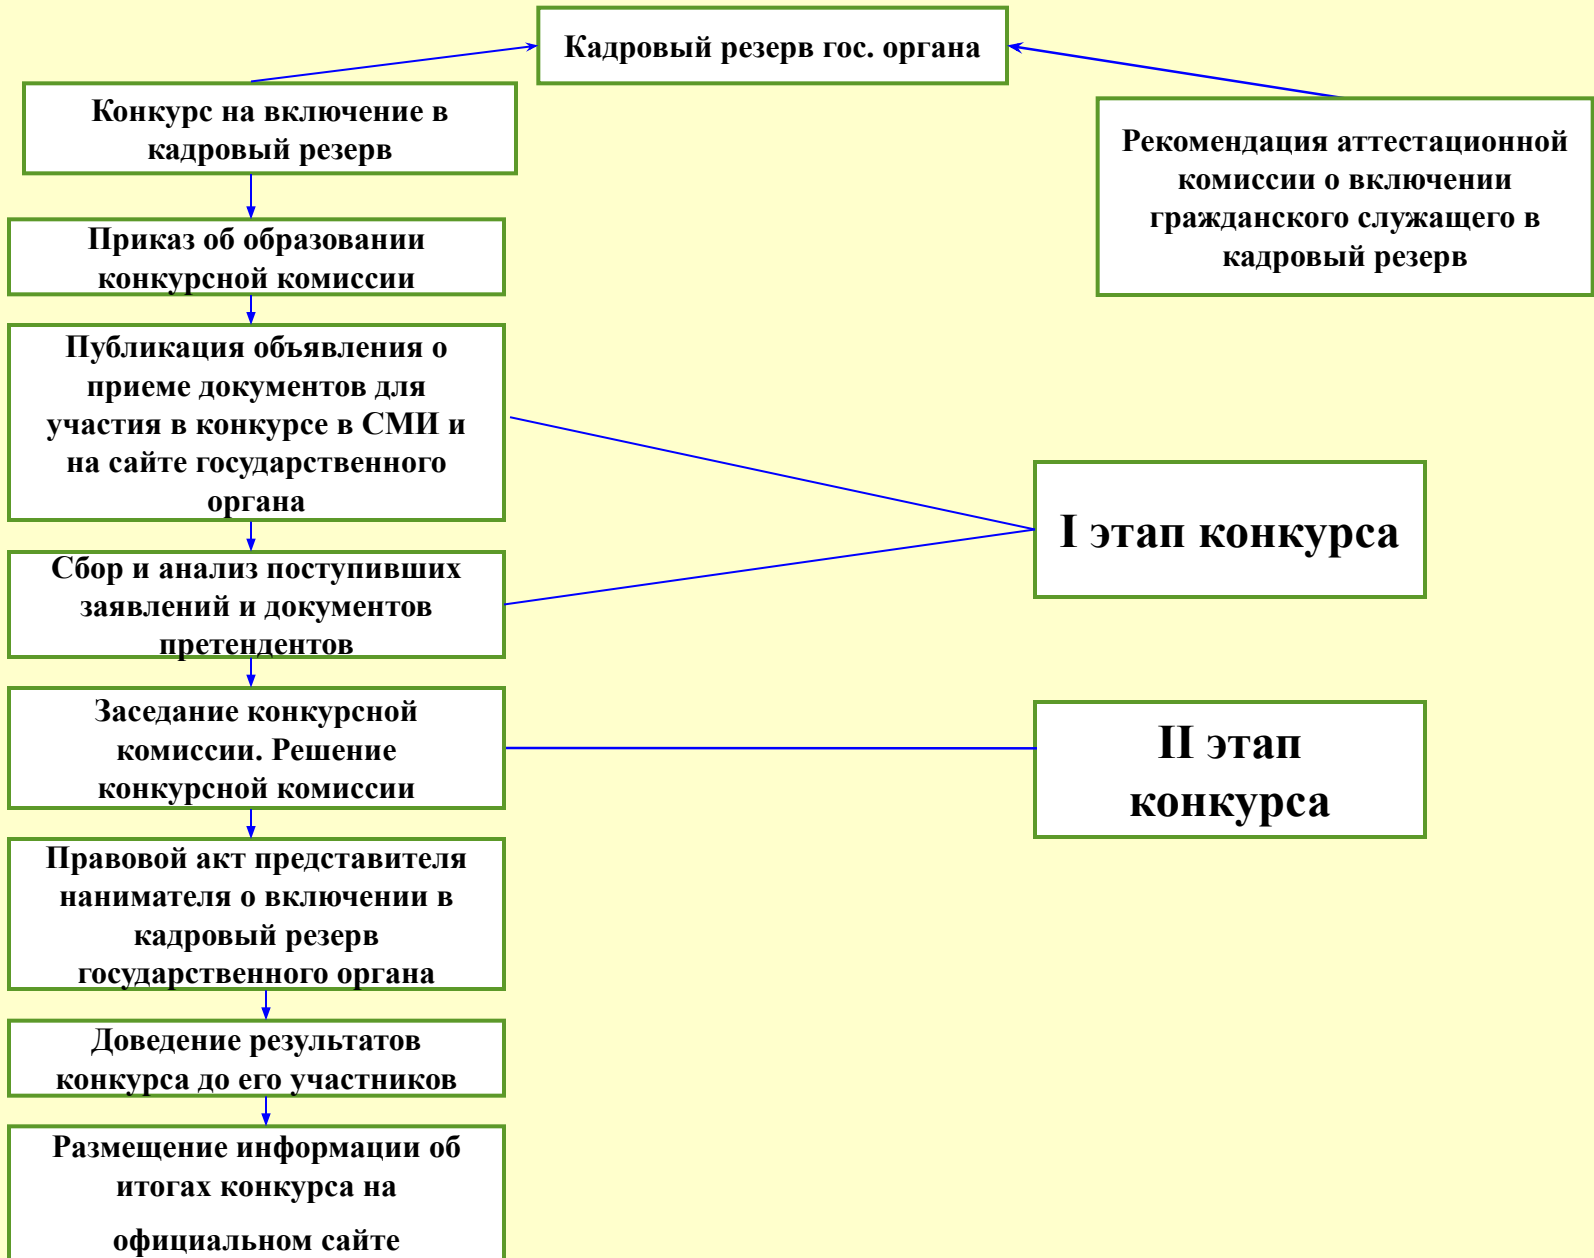 Кадровый резерв гос. органа
Конкурс на включение в
кадровый резерв
Рекомендация аттестационной
комиссии о включении
гражданского служащего в
кадровый резерв
Приказ об образовании
конкурсной комиссии
Публикация объявления о
приеме документов для
участия в конкурсе в СМИ и
на сайте государственного
органа
I этап конкурса
Сбор и анализ поступивших
заявлений и документов
претендентов
Заседание конкурсной
комиссии. Решение
конкурсной комиссии
II этап
конкурса
Правовой акт представителя
нанимателя о включении в
кадровый резерв
государственного органа
Доведение результатов
конкурса до его участников
Размещение информации об
итогах конкурса на
официальном сайте